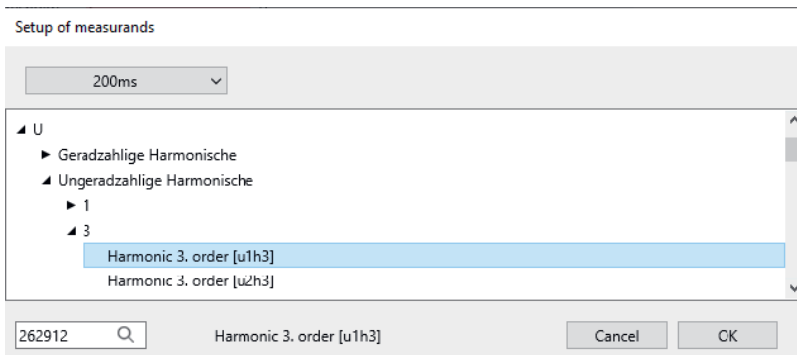 Setup of measurands
200ms
U
Geradzahlige Harmonische
Ungeradzahlige Harmonische
1
3
Harmonic 3. order [u1h3]
Harmonic 3. order [u2h3]
262912 Harmonic 3. order [u1h3] Cancel OK